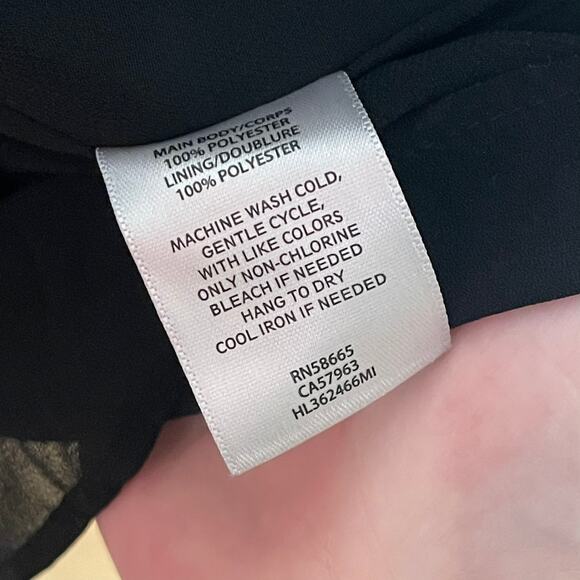 MAIN BODY/CORPS
100% POLYESTER
LINING/DOUBLURE
100% POLYESTER
MACHINE WASH COLD,
GENTLE CYCLE,
WITH LIKE COLORS
ONLY NON-CHLORINE
BLEACH IF NEEDED
HANG TO DRY
COOL IRON IF NEEDED
RN58665
CA57963
HL362466MI